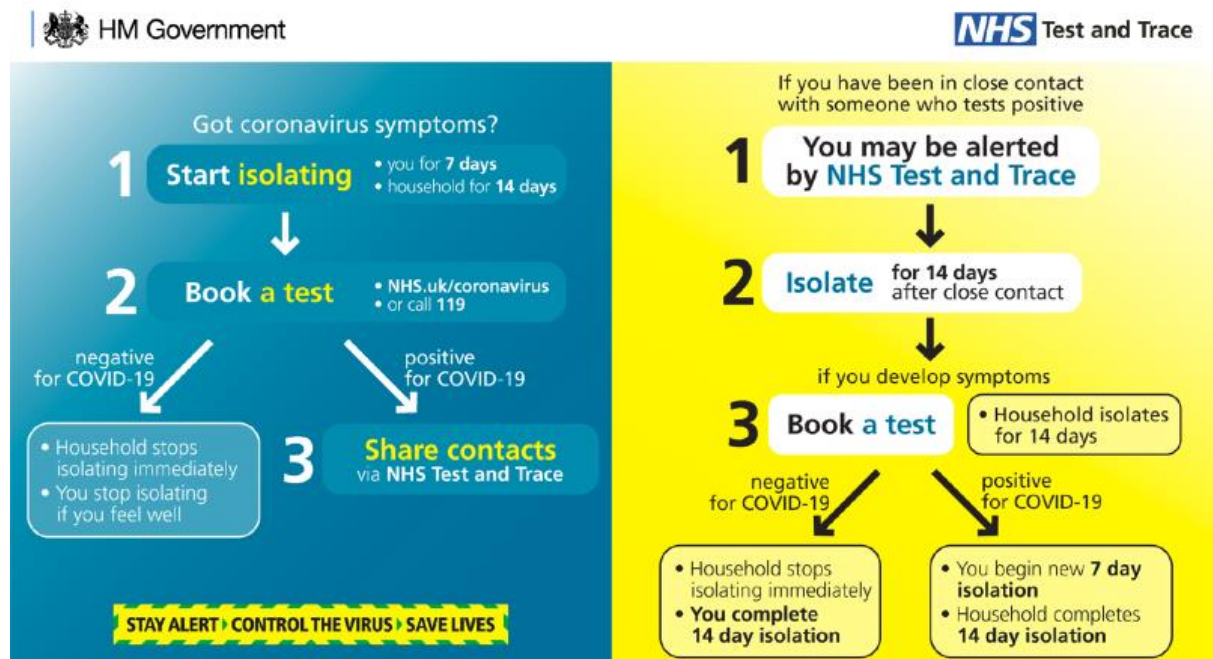 HM Government
NHS Test and Trace
Got coronavirus symptoms?
1 Start isolating
• you for 7 days
• household for 14 days
2 Book a test
• NHS.uk/coronavirus
• or call 119
negative
for COVID-19
positive
for COVID-19
• Household stops
isolating immediately
• You stop isolating
if you feel well
3 Share contacts
via NHS Test and Trace
STAY ALERT CONTROL THE VIRUS SAVE LIVES
If you have been in close contact
with someone who tests positive
1 You may be alerted
by NHS Test and Trace
2 Isolate
for 14 days
after close contact
if you develop symptoms
3 Book a test
• Household isolates
for 14 days
negative
for COVID-19
positive
for COVID-19
• Household stops
isolating immediately
• You complete
14 day isolation
• You begin new 7 day
isolation
• Household completes
14 day isolation